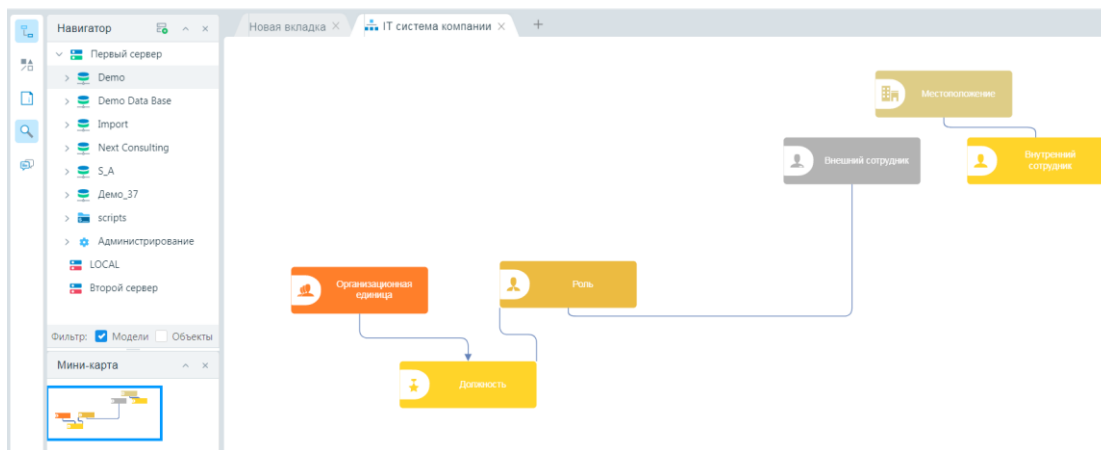 Навигатор
Новая вкладка
IT система компании
Первый сервер
Demo
Demo Data Base
Import
Next Consulting
S_A
Демо_37
scripts
Администрирование
LOCAL
Второй сервер
Фильтр: Модели Объекты
Мини-карта
Местоположение
Внешний сотрудник
Внутренний
сотрудник
Организационная
единица
Роль
Должность